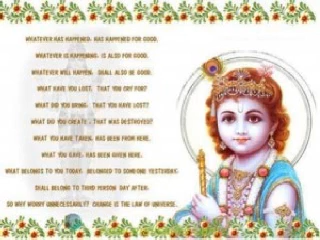 WHATEVER HAS HAPPENED, HAS HAPPENED FOR GOOD.
WHATEVER IS HAPPENING, IS ALSO FOR GOOD.
WHATEVER WILL HAPPEN, SHALL ALSO BE GOOD.
WHAT HAVE YOU LOST, THAT YOU CRY FOR?
WHAT DID YOU BRING, THAT YOU HAVE LOST?
WHAT DID YOU CREATE, THAT WAS DESTROYED?
WHAT YOU HAVE TAKEN, HAS BEEN FROM HERE.
WHAT YOU GAVE, HAS BEEN GIVEN HERE.
WHAT BELONGS TO YOU TODAY, BELONGED TO SOMEONE YESTERDAY,
SHALL BELONG TO THIRD PERSON DAY AFTER.
SO WHY WORRY UNNECESSARILY? CHANGE IS THE LAW OF UNIVERSE.